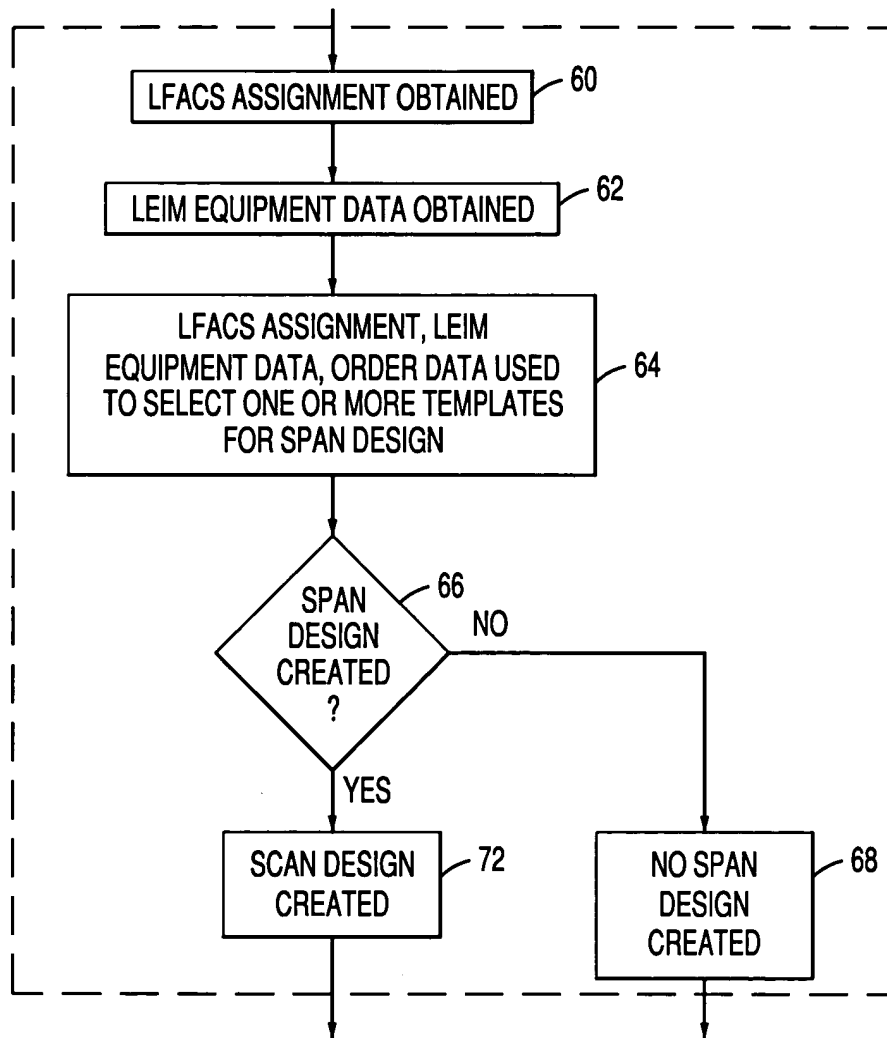 LFACS ASSIGNMENT OBTAINED
60
LEIM EQUIPMENT DATA OBTAINED
62
LFACS ASSIGNMENT, LEIM
EQUIPMENT DATA, ORDER DATA USED
TO SELECT ONE OR MORE TEMPLATES
FOR SPAN DESIGN
64
SPAN
DESIGN
CREATED
?
66
NO
YES
SCAN DESIGN
CREATED
72
NO SPAN
DESIGN
CREATED
68